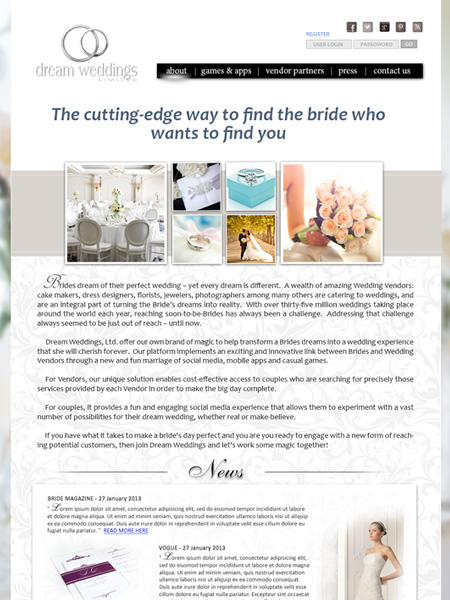 REGISTER
USER LOGIN PASSWORD GO
dream weddings
LIMITED
about | games & apps | vendor partners | press | contact us
The cutting-edge way to find the bride who
wants to find you
Brides dream of their perfect wedding – yet every dream is different. A wealth of amazing Wedding Vendors:
cake makers, dress designers, florists, jewelers, photographers among many others are catering to weddings, and
are an integral part of turning the Bride's dreams into reality. With over thirty-five million weddings taking place
around the world each year, reaching soon-to-be-Brides has always been a challenge. Addressing that challenge
always seemed to be just out of reach – until now.
Dream Weddings, Ltd. offer our own brand of magic to help transform a Brides dreams into a wedding experience
that she will cherish forever. Our platform implements an exciting and innovative link between Brides and Wedding
Vendors through a new and fun marriage of social media, mobile apps and casual games.
For Vendors, our unique solution enables cost-effective access to couples who are searching for precisely those
services provided by each Vendor in order to make the big day complete.
For couples, it provides a fun and engaging social media experience that allows them to experiment with a vast
number of possibilities for their dream wedding, whether real or make-believe.
If you have what it takes to make a bride's day perfect and you are you ready to engage with a new form of reach-
ing potential customers, then join Dream Weddings and let's work some magic together!
News
BRIDE MAGAZINE - 27 January 2013
" Lorem ipsum dolor sit amet, consectetur adipisicing elit, sed do eiusmod tempor incididunt ut labore
et dolore magna aliqua. Ut enim ad minim veniam, quis nostrud exercitation ullamco laboris nisi ut aliquip
ex ea commodo consequat. Duis aute irure dolor in reprehenderit in voluptate velit esse cillum dolore eu
fugiat nulla pariatur. " READ MORE HERE
VOGUE - 27 January 2013
" Lorem ipsum dolor sit amet, consectetur adipisicing elit, sed do
eiusmod tempor incididunt ut labore et dolore magna aliqua. Ut
enim ad minim veniam, quis nostrud exercitation ullamco laboris
nisi ut aliquip ex ea commodo consequat. Duis aute irure dolor in
reprehenderit in voluptate velit esse cillum dolore eu fugiat
nulla pariatur. Excepteur sint occaecat